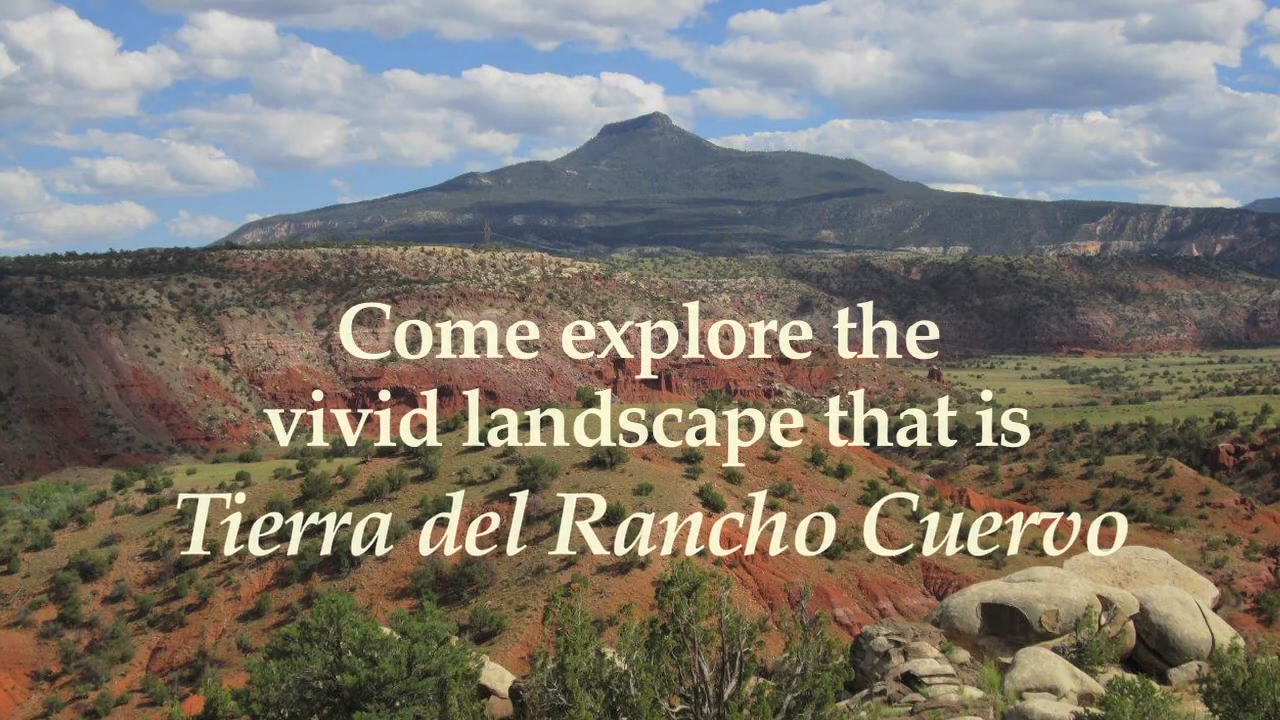 Come explore the
vivid landscape that is
Tierra del Rancho Cuervo